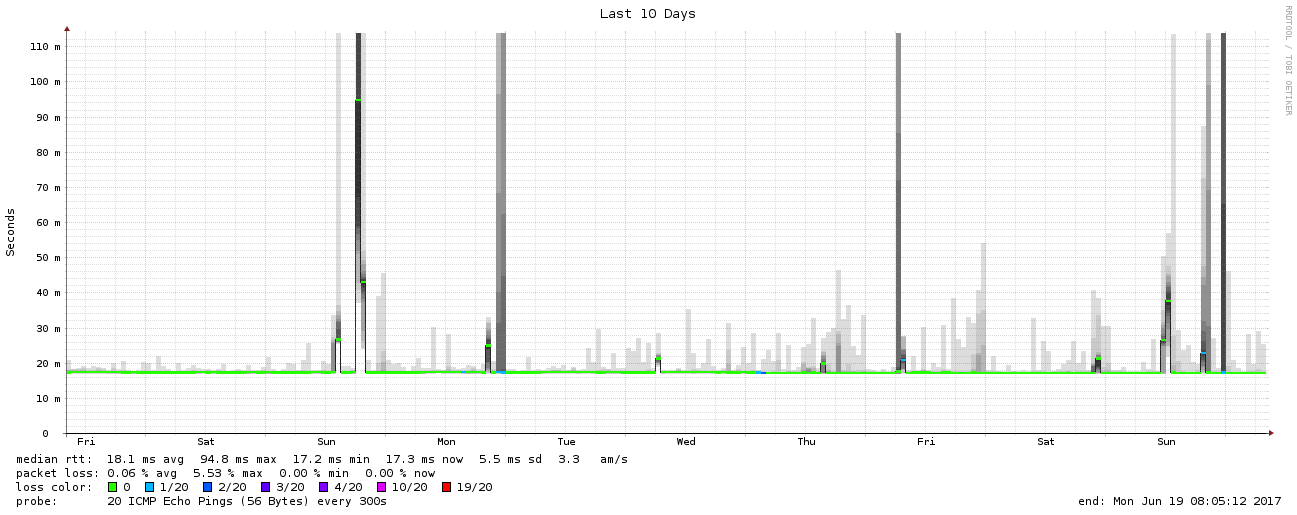 Last 10 Days
RRDTOOL / TOBI OETIKER
Seconds
110 m
100 m
90 m
80 m
70 m
60 m
50 m
40 m
30 m
20 m
10 m
0
Fri Sat Sun Mon Tue Wed Thu Fri Sat Sun
median rtt: 18.1 ms avg 94.8 ms max 17.2 ms min 17.3 ms now 5.5 ms sd 3.3 am/s
packet loss: 0.06 % avg 5.53 % max 0.00 % min 0.00 % now
loss color: 0 1/20 2/20 3/20 4/20 10/20 19/20
probe: 20 ICMP Echo Pings (56 Bytes) every 300s end: Mon Jun 19 08:05:12 2017